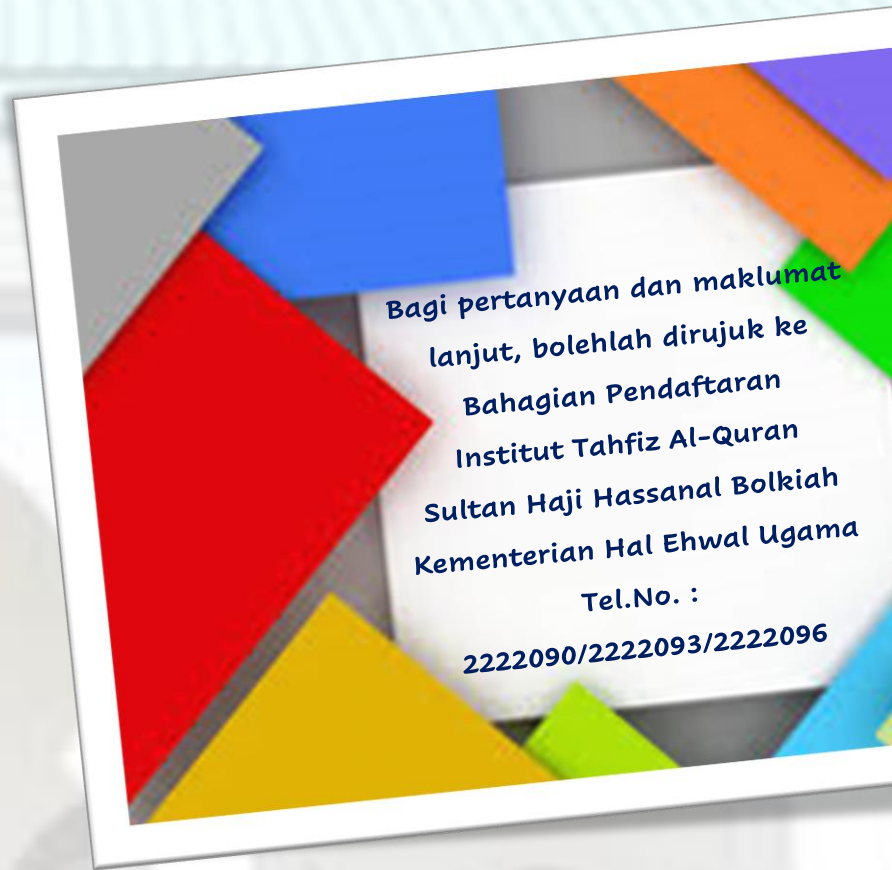 Bagi pertanyaan dan maklumat
lanjut, bolehlah dirujuk ke
Bahagian Pendaftaran
Institut Tahfiz Al-Quran
Sultan Haji Hassanal Bolkiah
Kementerian Hal Ehwal Ugama
Tel.No. :
2222090/2222093/2222096